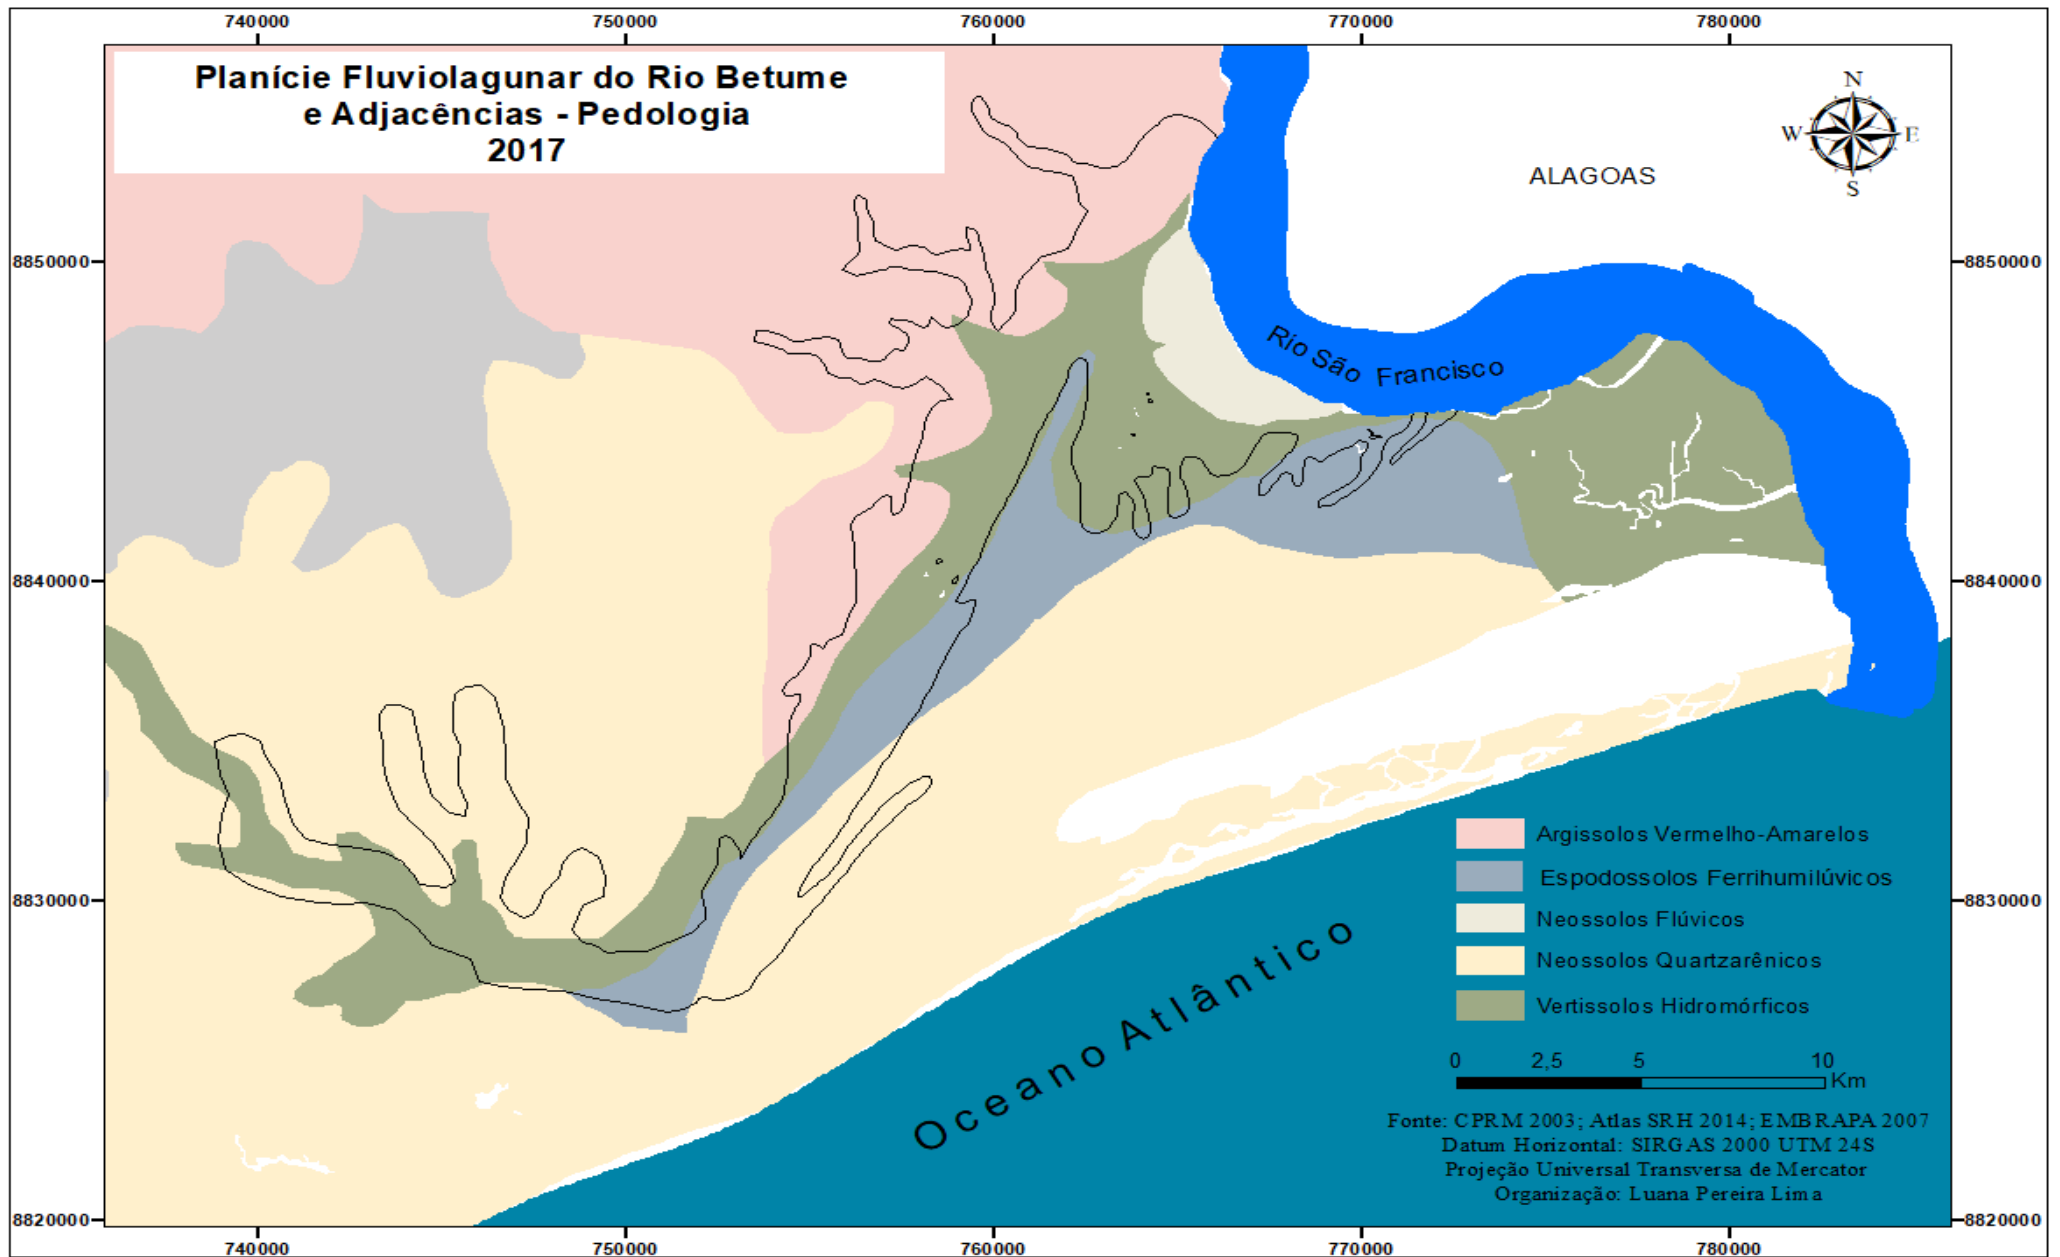 740000 750000 760000 770000 780000
Planície Fluviolagunar do Rio Betume
e Adjacências - Pedologia
2017
N
W E
S
ALAGOAS
8850000 8850000
Rio São Francisco
8840000 8840000
Argissolos Vermelho-Amarelos
Espodossolos Ferrihumilúvicos
8830000 8830000
Neossolos Flúvicos
Neossolos Quartzarênicos
Vertissolos Hidromórficos
Oceano Atlântico
0 2,5 5 10
Km
Fonte: CPRM 2003; Atlas SRH 2014; EMBRAPA 2007
Datum Horizontal: SIRGAS 2000 UTM 24S
Projeção Universal Transversa de Mercator
Organização: Luana Pereira Lima
8820000 8820000
740000 750000 760000 770000 780000